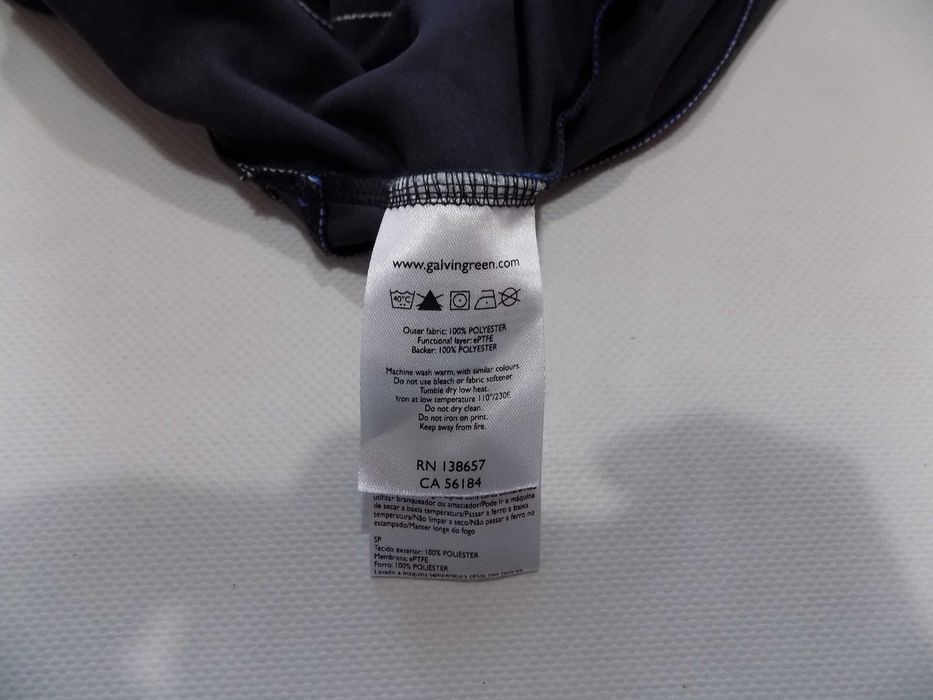 www.galvingreen.com
40°C
Outer fabric: 100% POLYESTER
Functional layer: ePTFE
Backer: 100% POLYESTER
Machine wash warm, with similar colours.
Do not use bleach or fabric softener.
Tumble dry low heat.
Iron at low temperature 110°/230F.
Do not dry clean.
Do not iron on print.
Keep away from fire.
RN 138657
CA 56184
utilizar branqueador ou amaciador/Pode ir a máquina
de secar a baixa temperatura/Passar a ferro a baixa
temperatura/Não limpar a seco/Não passar a ferro no
estampado/Manter longe do fogo
SP
Tecido exterior: 100% POLIÉSTER
Membrana: ePTFE
Forro: 100% POLIÉSTER